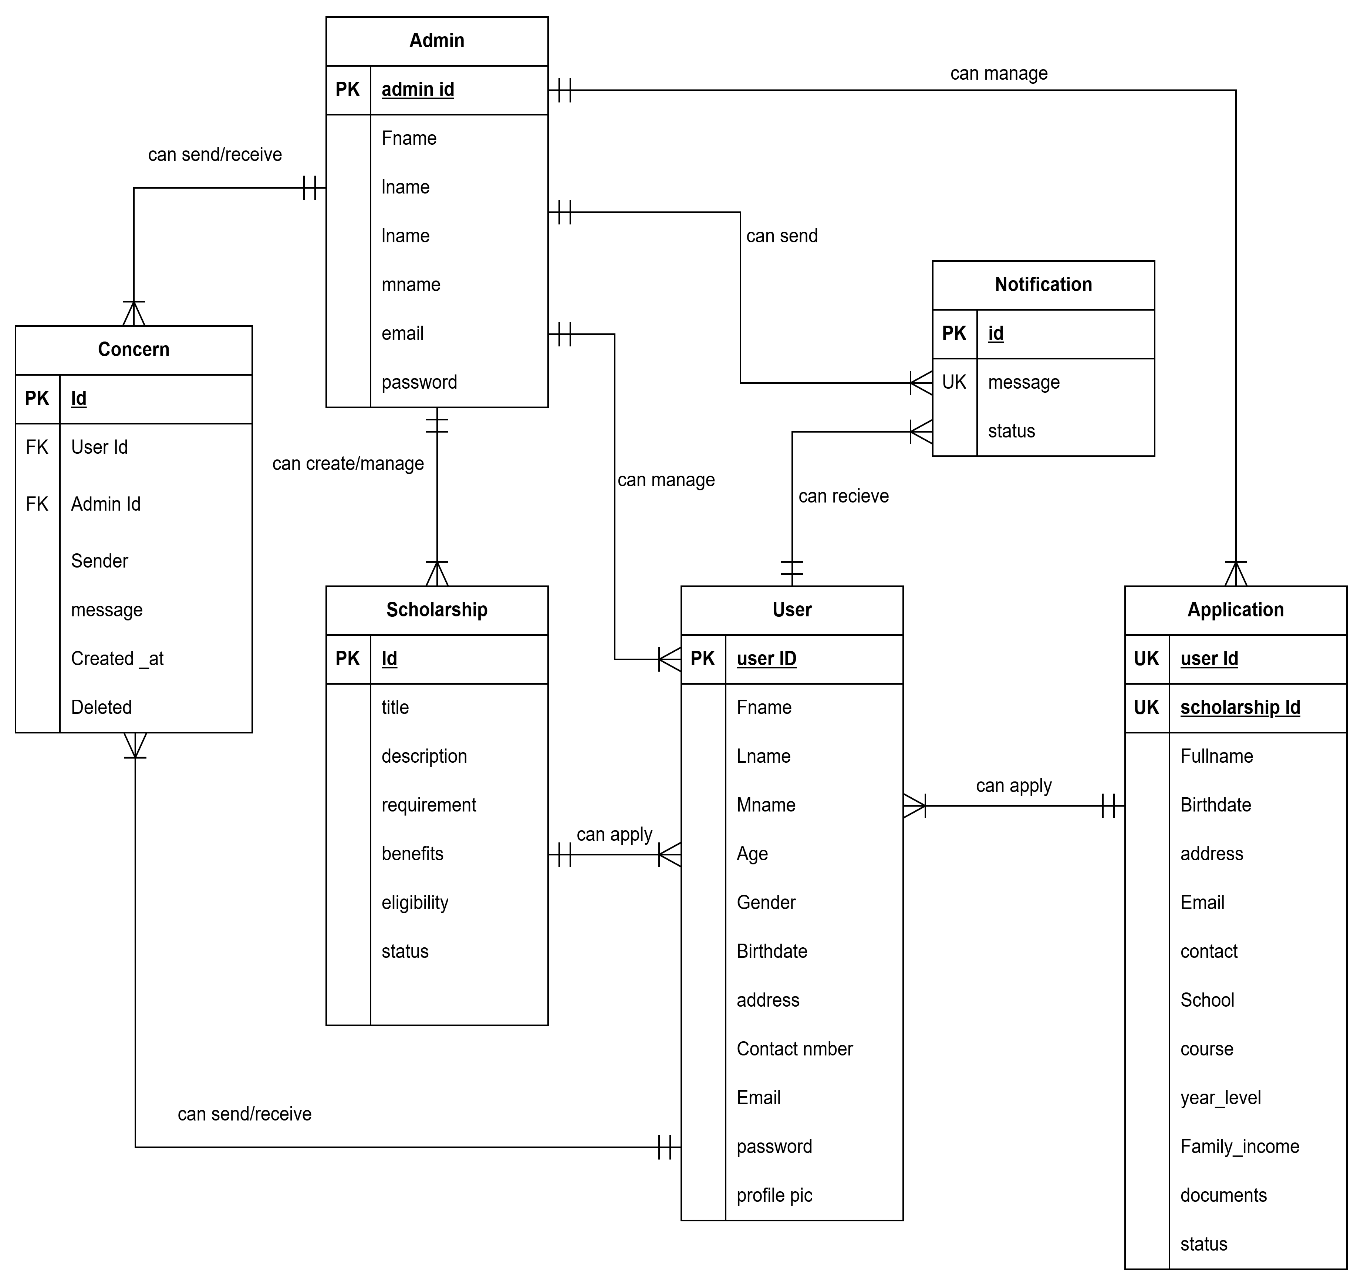 Admin
PK admin id
Fname
lname
lname
mname
email
password
can manage
can send/receive
can send
Notification
PK id
UK message
status
Concern
PK Id
FK User Id
FK Admin Id
Sender
message
Created _at
Deleted
can create/manage
can manage
can recieve
Scholarship
PK Id
title
description
requirement
benefits
eligibility
status
can apply
User
PK user ID
Fname
Lname
Mname
Age
Gender
Birthdate
address
Contact nmber
Email
password
profile pic
can apply
Application
UK user Id
UK scholarship Id
Fullname
Birthdate
address
Email
contact
School
course
year_level
Family_income
documents
status
can send/receive